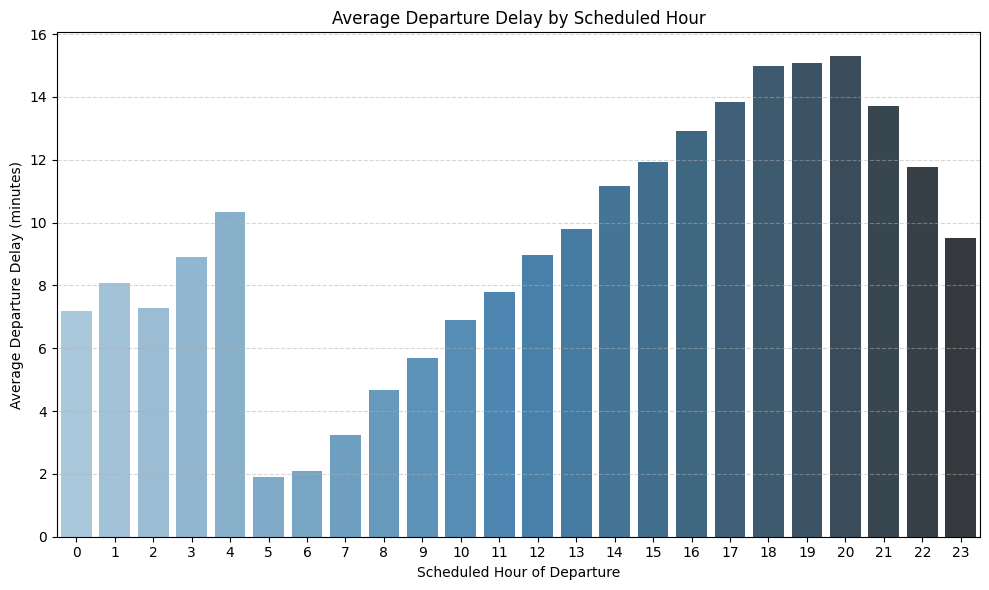 Average Departure Delay by Scheduled Hour
Average Departure Delay (minutes)
16
14
12
10
8
6
4
2
0
0 1 2 3 4 5 6 7 8 9 10 11 12 13 14 15 16 17 18 19 20 21 22 23
Scheduled Hour of Departure